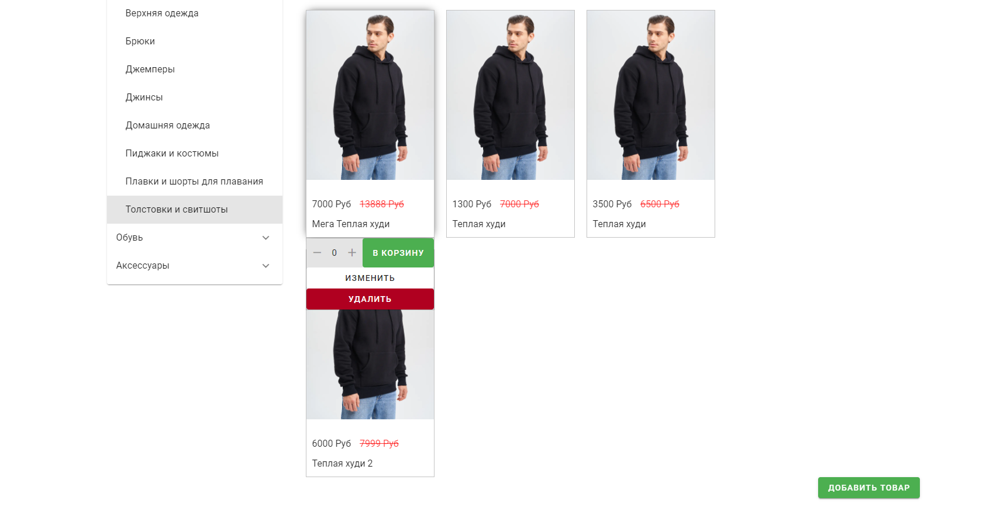 Верхняя одежда
Брюки
Джемперы
Джинсы
Домашняя одежда
Пиджаки и костюмы
Плавки и шорты для плавания
Толстовки и свитшоты
Обувь
Аксессуары
7000 Руб 13888 Руб
Мега Теплая худи
1300 Руб 7000 Руб
Теплая худи
3500 Руб 6500 Руб
Теплая худи
0 В КОРЗИНУ
ИЗМЕНИТЬ
УДАЛИТЬ
6000 Руб 7999 Руб
Теплая худи 2
ДОБАВИТЬ ТОВАР